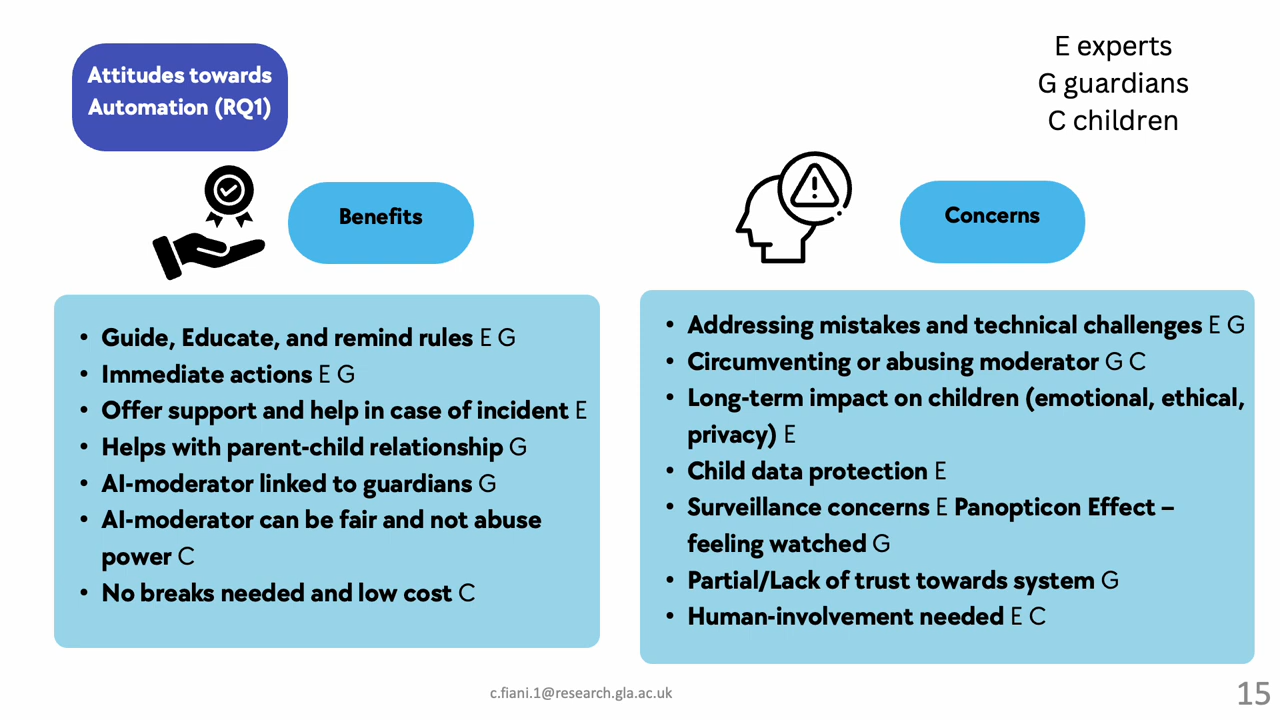 Attitudes towards
Automation (RQ1)
E experts
G guardians
C children
Benefits
• Guide, Educate, and remind rules E G
• Immediate actions E G
• Offer support and help in case of incident E
• Helps with parent-child relationship G
• AI-moderator linked to guardians G
• AI-moderator can be fair and not abuse
power C
• No breaks needed and low cost C
Concerns
• Addressing mistakes and technical challenges E G
• Circumventing or abusing moderator G C
• Long-term impact on children (emotional, ethical,
privacy) E
• Child data protection E
• Surveillance concerns E Panopticon Effect –
feeling watched G
• Partial/Lack of trust towards system G
• Human-involvement needed E C
c.fiani.1@research.gla.ac.uk
15